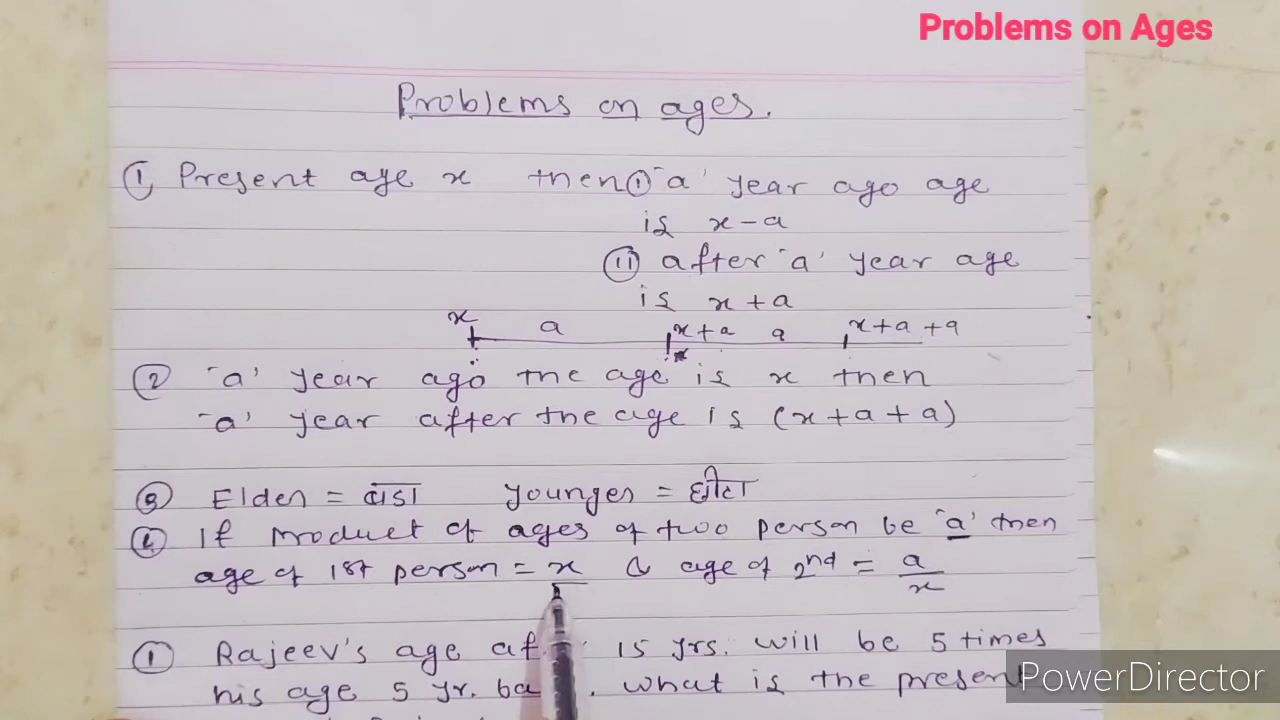 Problems on Ages
Problems on ages.
① Present age x then ① 'a' year ago age
is x-a
② after 'a' year age
is x+a
x a x+a a x+a+a
x
② 'a' year ago the age is x then
'a' year after the age is (x+a+a)
③ Elder = बडा Younger = छोटा
④ If product of ages of two person be 'a' then
age of 1st person = x & age of 2nd = a/x
① Rajeev's age 15 yrs. will be 5 times
his age 5 yr. What is the present
PowerDirector